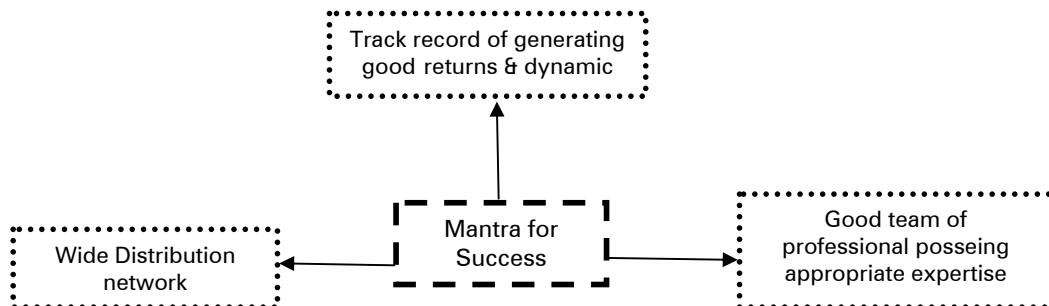 Track record of generating
good returns & dynamic
Mantra for
Success
Wide Distribution
network
Good team of
professional posseing
appropriate expertise